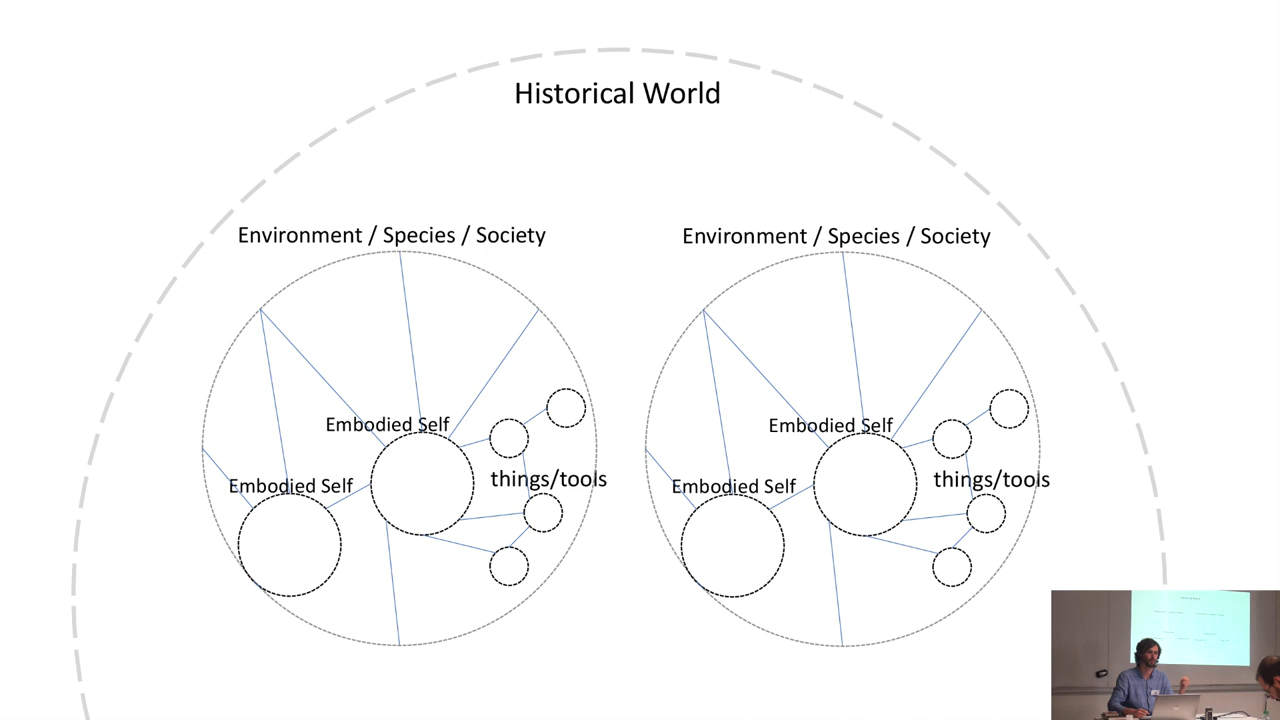 Historical World
Environment / Species / Society
Environment / Species / Society
Embodied Self
Embodied Self
things/tools
Embodied Self
Embodied Self
things/tools